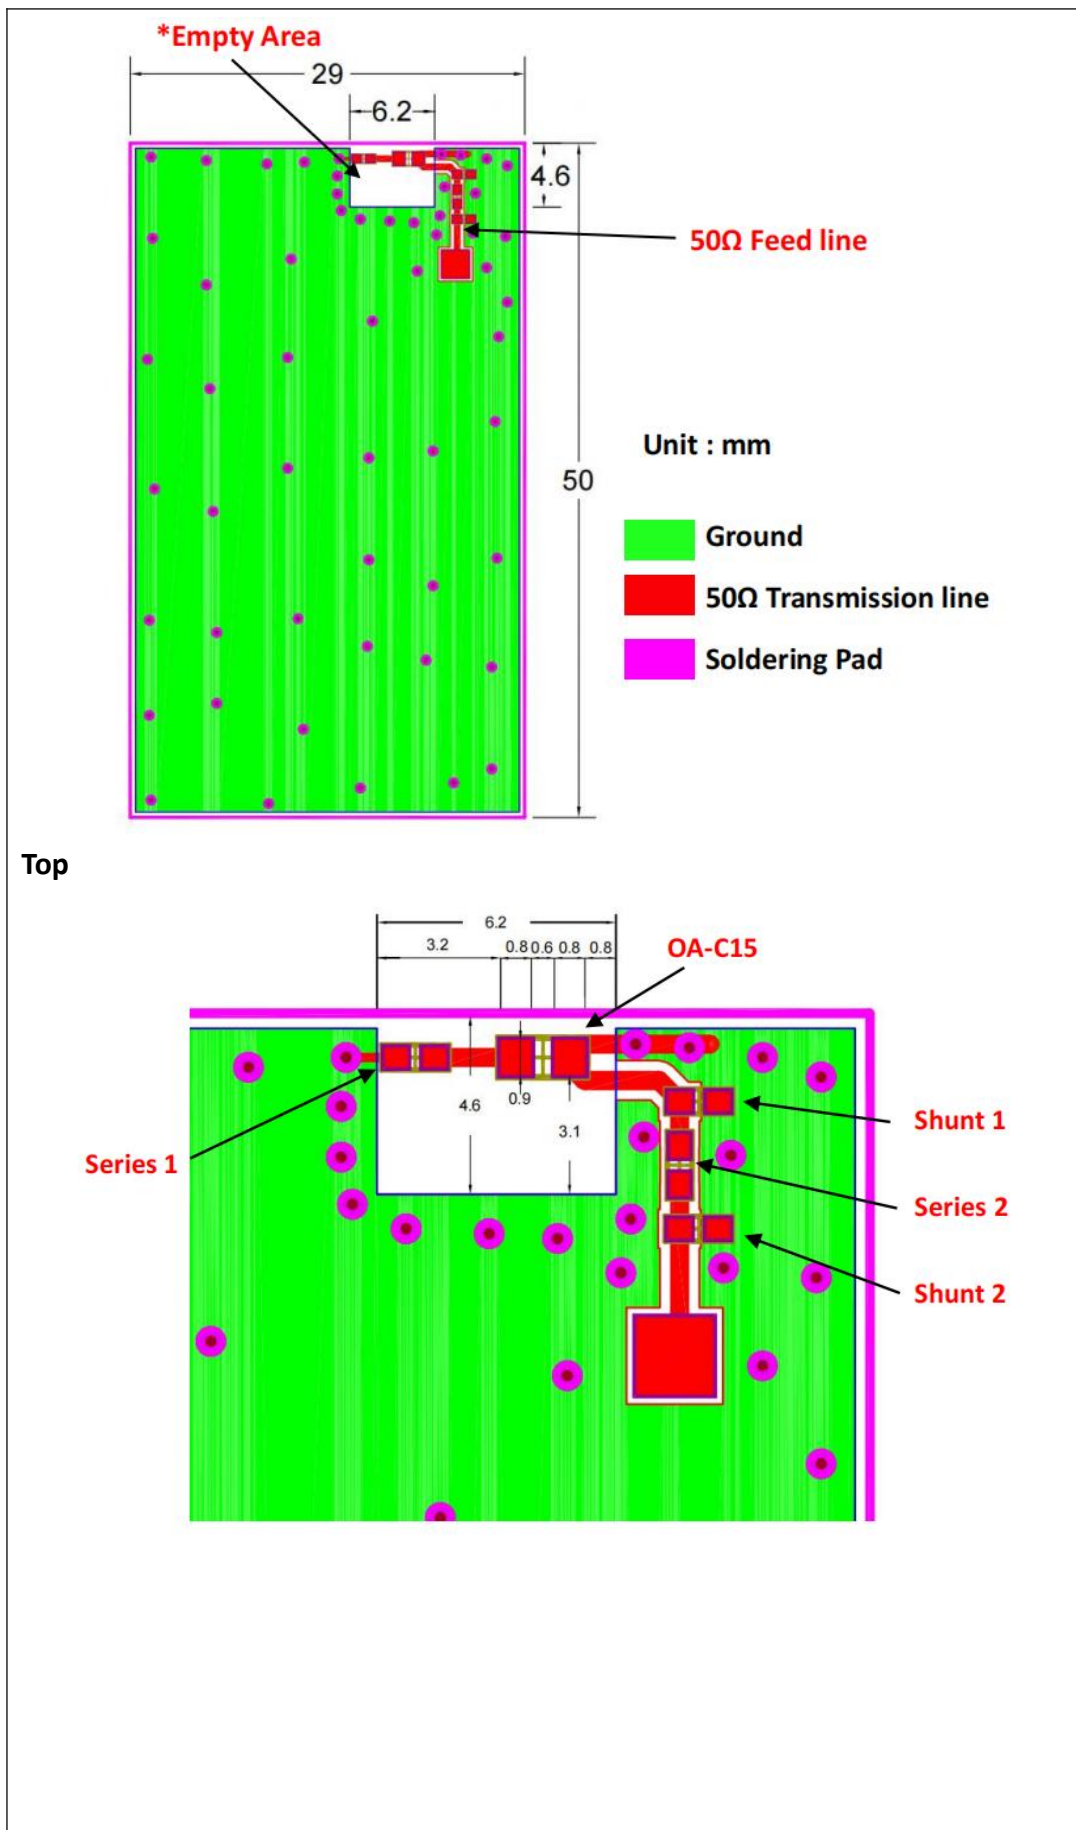 *Empty Area
29
6.2
4.6
50Ω Feed line
Unit : mm
50
Ground
50Ω Transmission line
Soldering Pad
Top
6.2
3.2 0.8 0.6 0.8 0.8
OA-C15
4.6
0.9
3.1
Shunt 1
Series 1
Series 2
Shunt 2